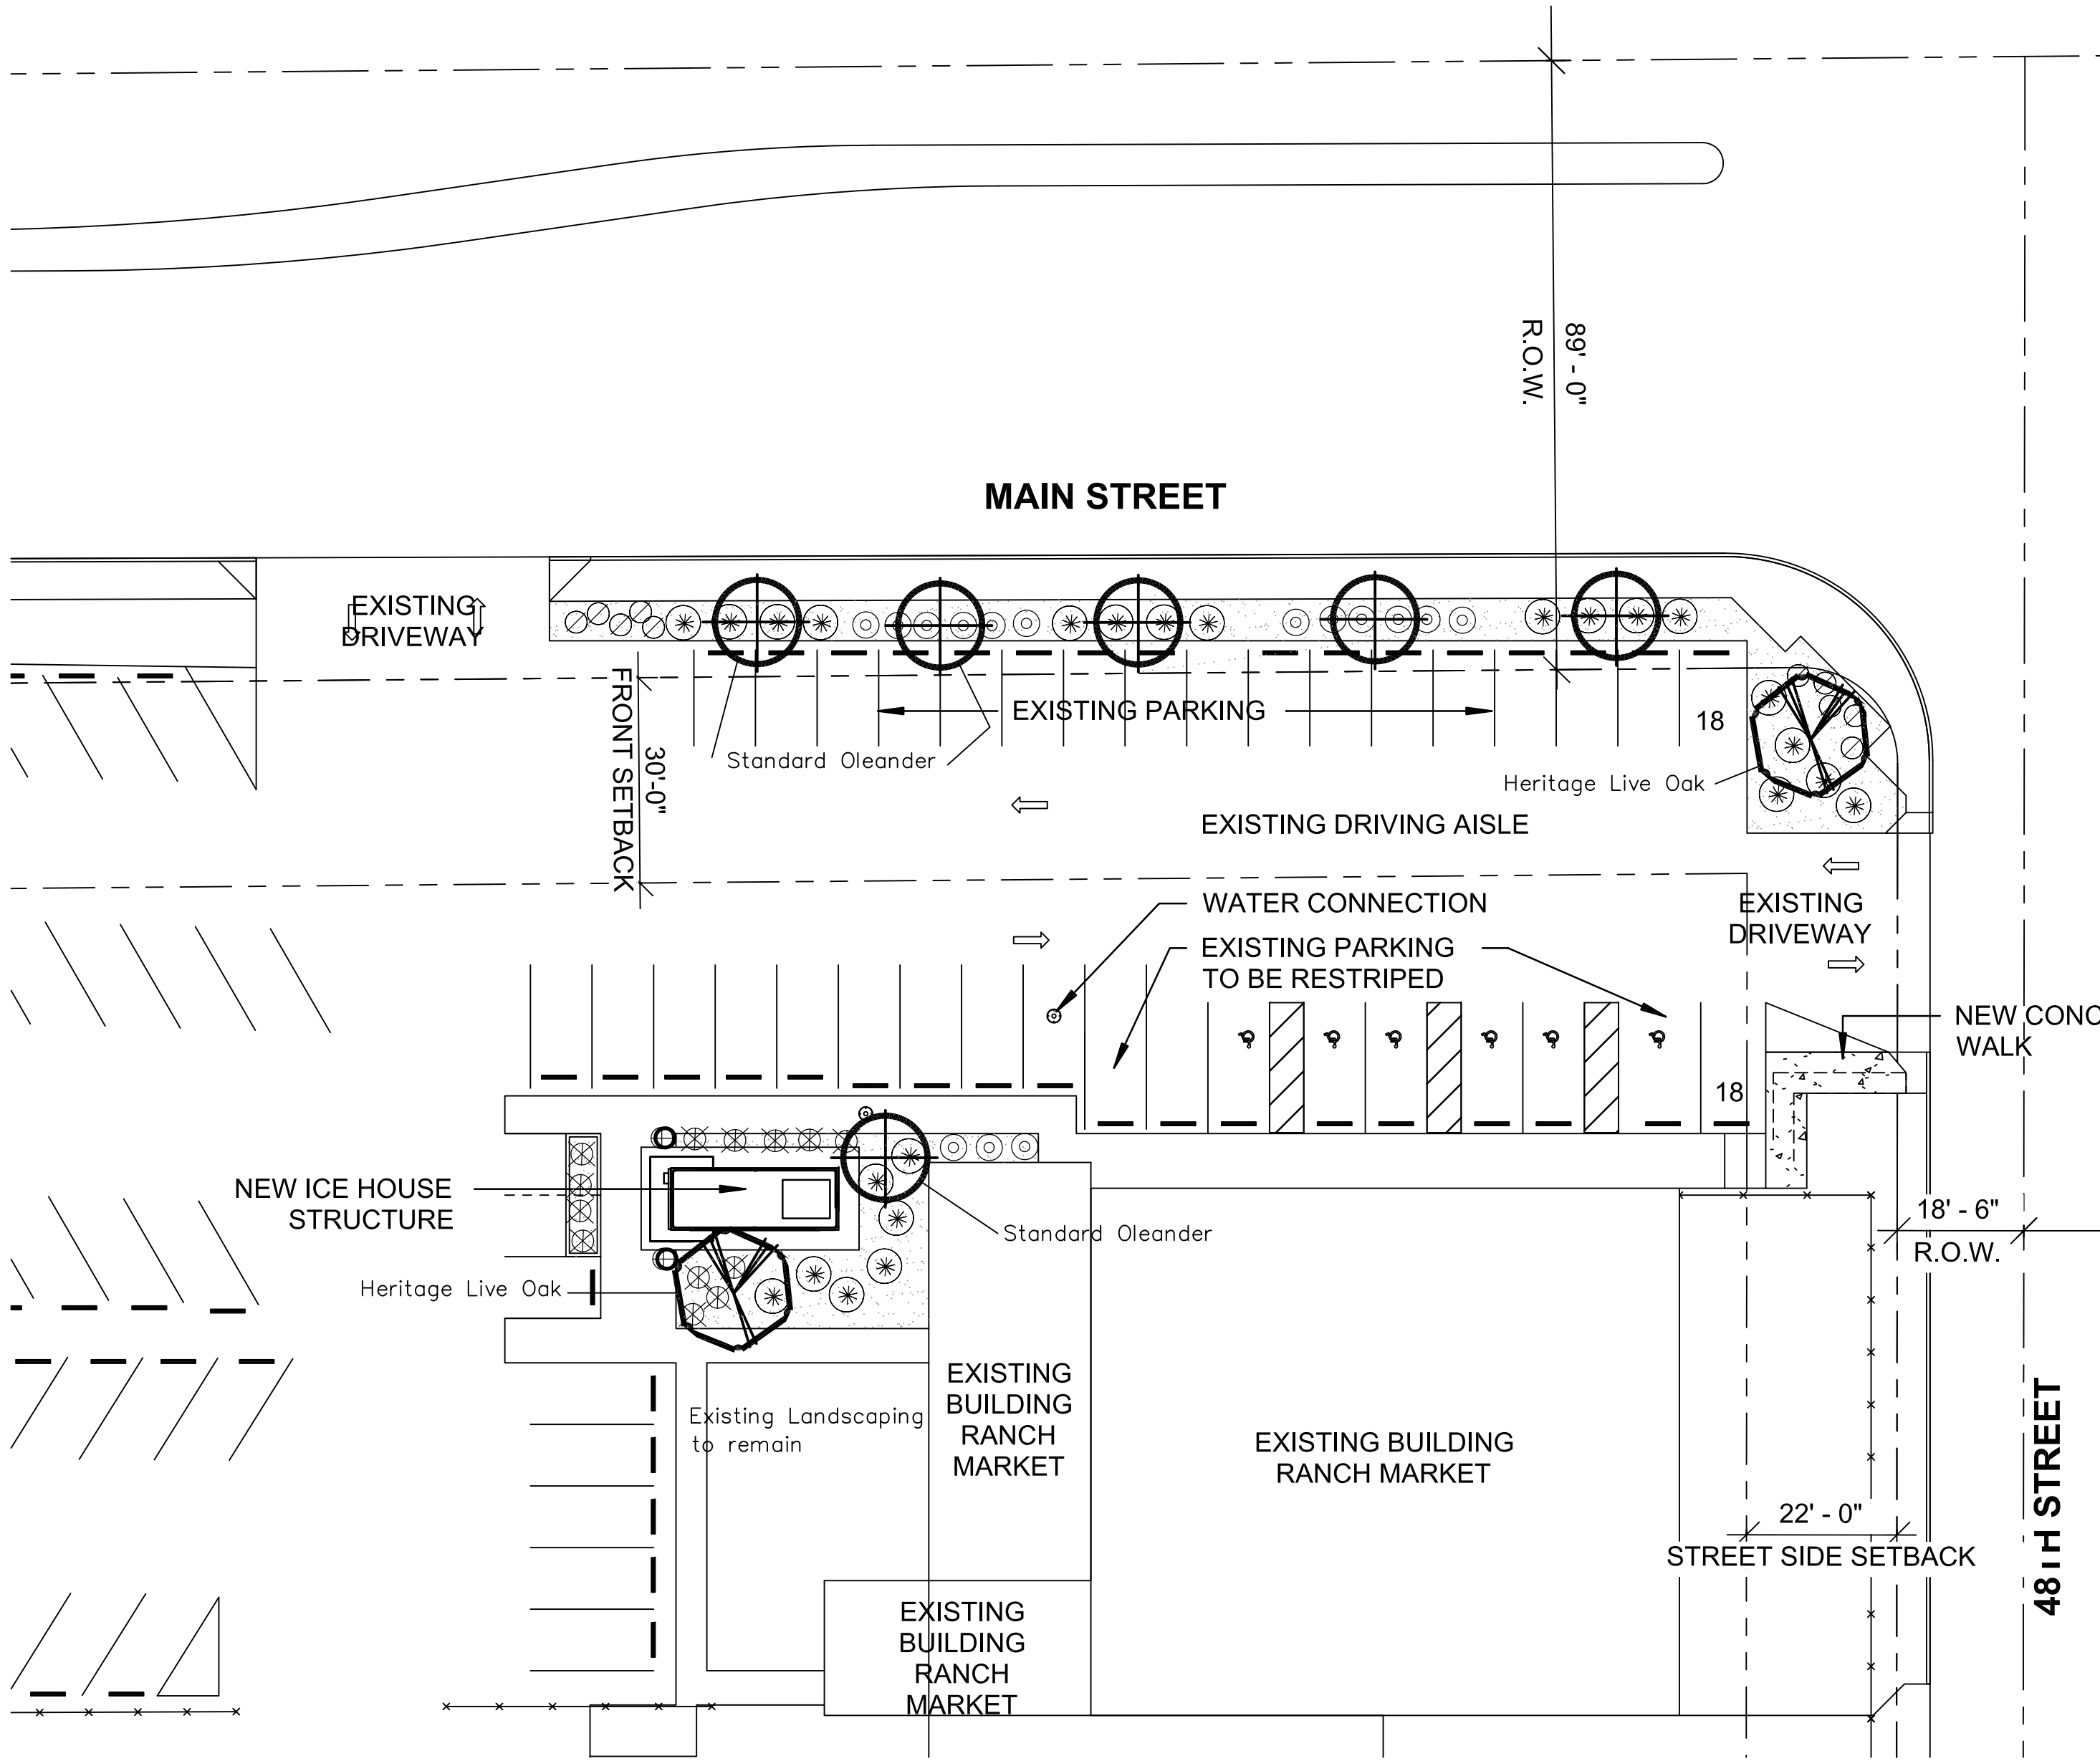 89' - 0"
R.O.W.
MAIN STREET
EXISTING
DRIVEWAY
FRONT SETBACK
30'-0"
EXISTING PARKING
18
Standard Oleander
Heritage Live Oak
EXISTING DRIVING AISLE
WATER CONNECTION
EXISTING
DRIVEWAY
EXISTING PARKING
TO BE RESTRIPED
NEW CONC
WALK
18
NEW ICE HOUSE
STRUCTURE
18' - 6"
R.O.W.
Standard Oleander
Heritage Live Oak
EXISTING
BUILDING
RANCH
MARKET
Existing Landscaping
to remain
EXISTING BUILDING
RANCH MARKET
48TH STREET
22' - 0"
STREET SIDE SETBACK
EXISTING
BUILDING
RANCH
MARKET